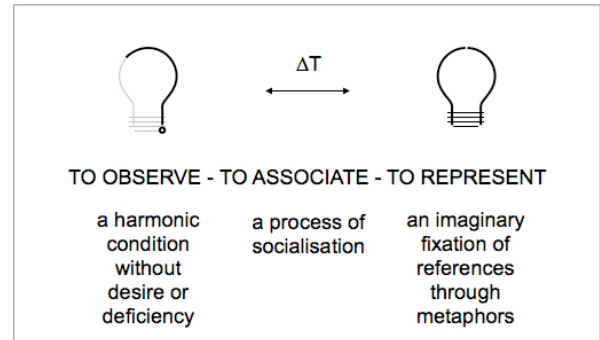 ΔT
TO OBSERVE - TO ASSOCIATE - TO REPRESENT
a harmonic
condition
without
desire or
deficiency
a process of
socialisation
an imaginary
fixation of
references
through
metaphors